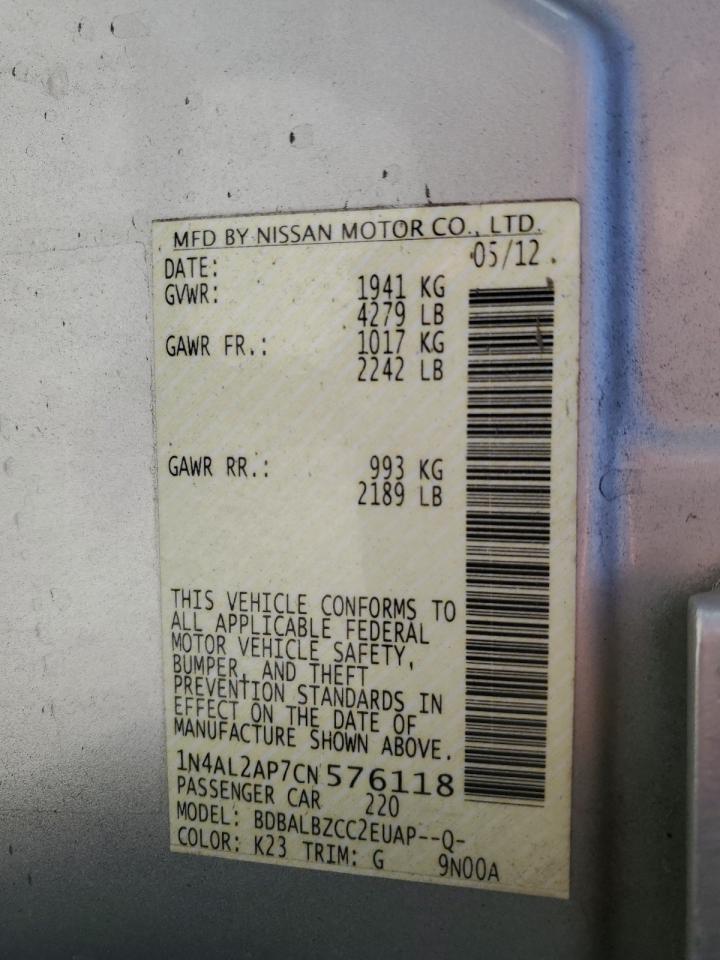 MFD BY NISSAN MOTOR CO., LTD.
DATE: 05/12
GVWR: 1941 KG
4279 LB
GAWR FR.: 1017 KG
2242 LB
GAWR RR.: 993 KG
2189 LB
THIS VEHICLE CONFORMS TO
ALL APPLICABLE FEDERAL
MOTOR VEHICLE SAFETY,
BUMPER, AND THEFT
PREVENTION STANDARDS IN
EFFECT ON THE DATE OF
MANUFACTURE SHOWN ABOVE.
1N4AL2AP7CN576118
PASSENGER CAR 220
MODEL: BDBALBZCC2EUAP--Q-
COLOR: K23 TRIM: G 9N00A